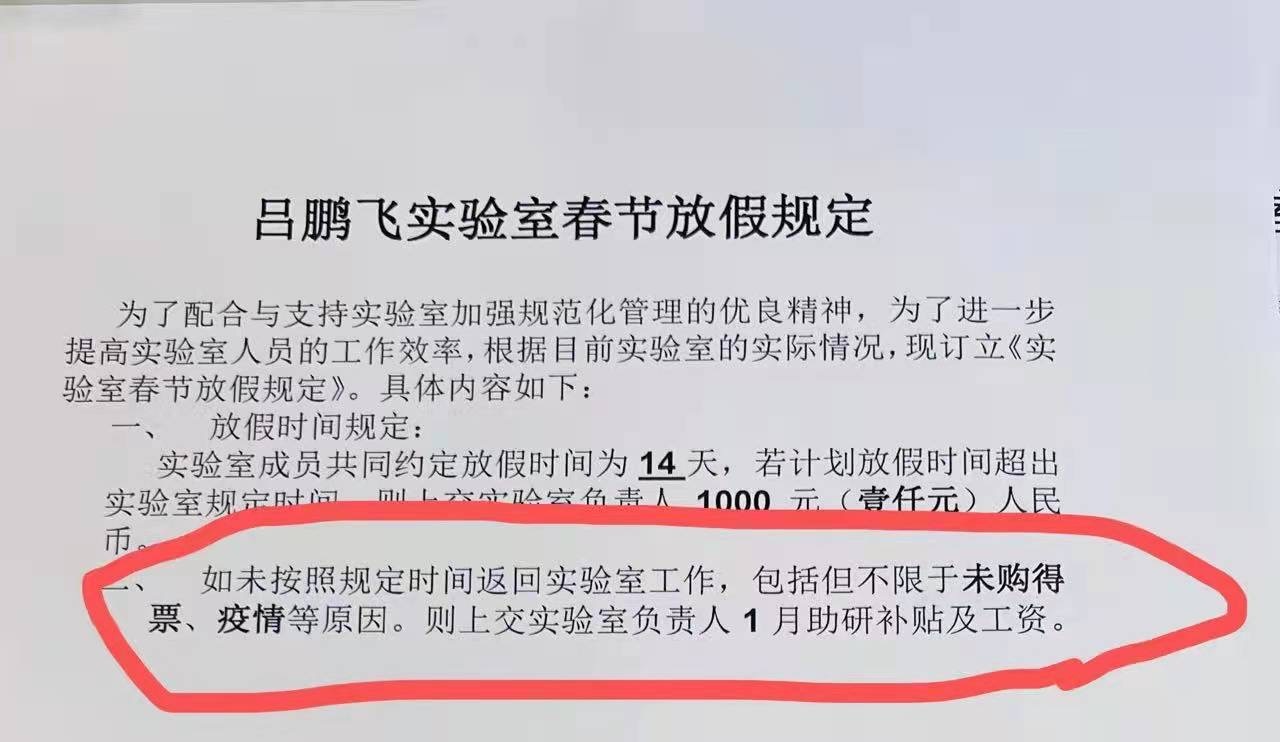 吕鹏飞实验室春节放假规定
为了配合与支持实验室加强规范化管理的优良精神，为了进一步
提高实验室人员的工作效率，根据目前实验室的实际情况，现订立《实
验室春节放假规定》。具体内容如下：
一、 放假时间规定：
实验室成员共同约定放假时间为 14 天，若计划放假时间超出
实验室规定时间，则上交实验室负责人 1000 元（壹仟元）人民
币。
二、 如未按照规定时间返回实验室工作，包括但不限于未购得
票、疫情等原因。则上交实验室负责人 1 月助研补贴及工资。